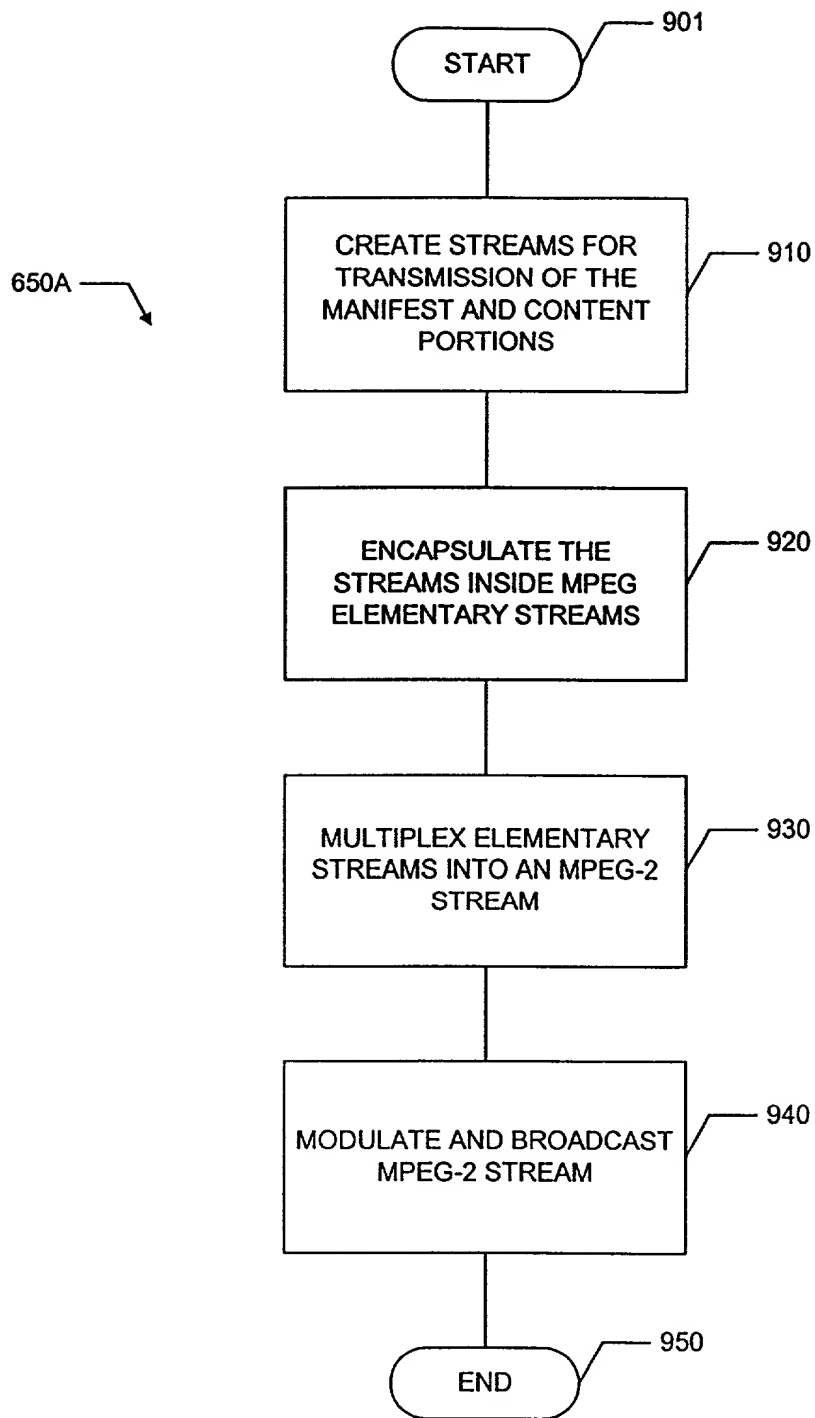 901
START
CREATE STREAMS FOR
TRANSMISSION OF THE
MANIFEST AND CONTENT
PORTIONS
910
650A
ENCAPSULATE THE
STREAMS INSIDE MPEG
ELEMENTARY STREAMS
920
MULTIPLEX ELEMENTARY
STREAMS INTO AN MPEG-2
STREAM
930
MODULATE AND BROADCAST
MPEG-2 STREAM
940
END
950